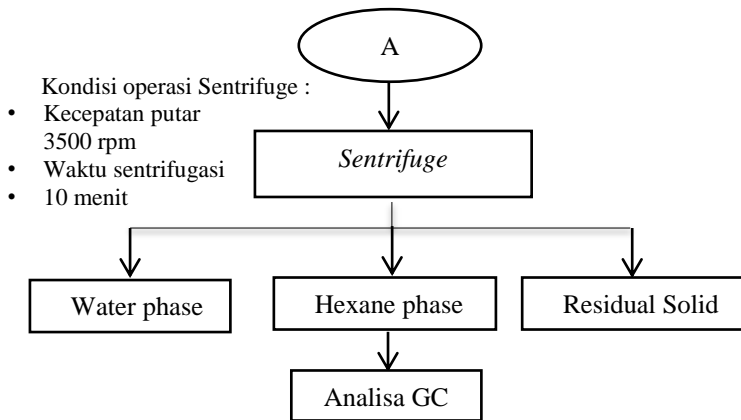 A
Kondisi operasi Sentrifuge :
• Kecepatan putar
3500 rpm
• Waktu sentrifugasi
• 10 menit
Sentrifuge
Water phase
Hexane phase
Residual Solid
Analisa GC